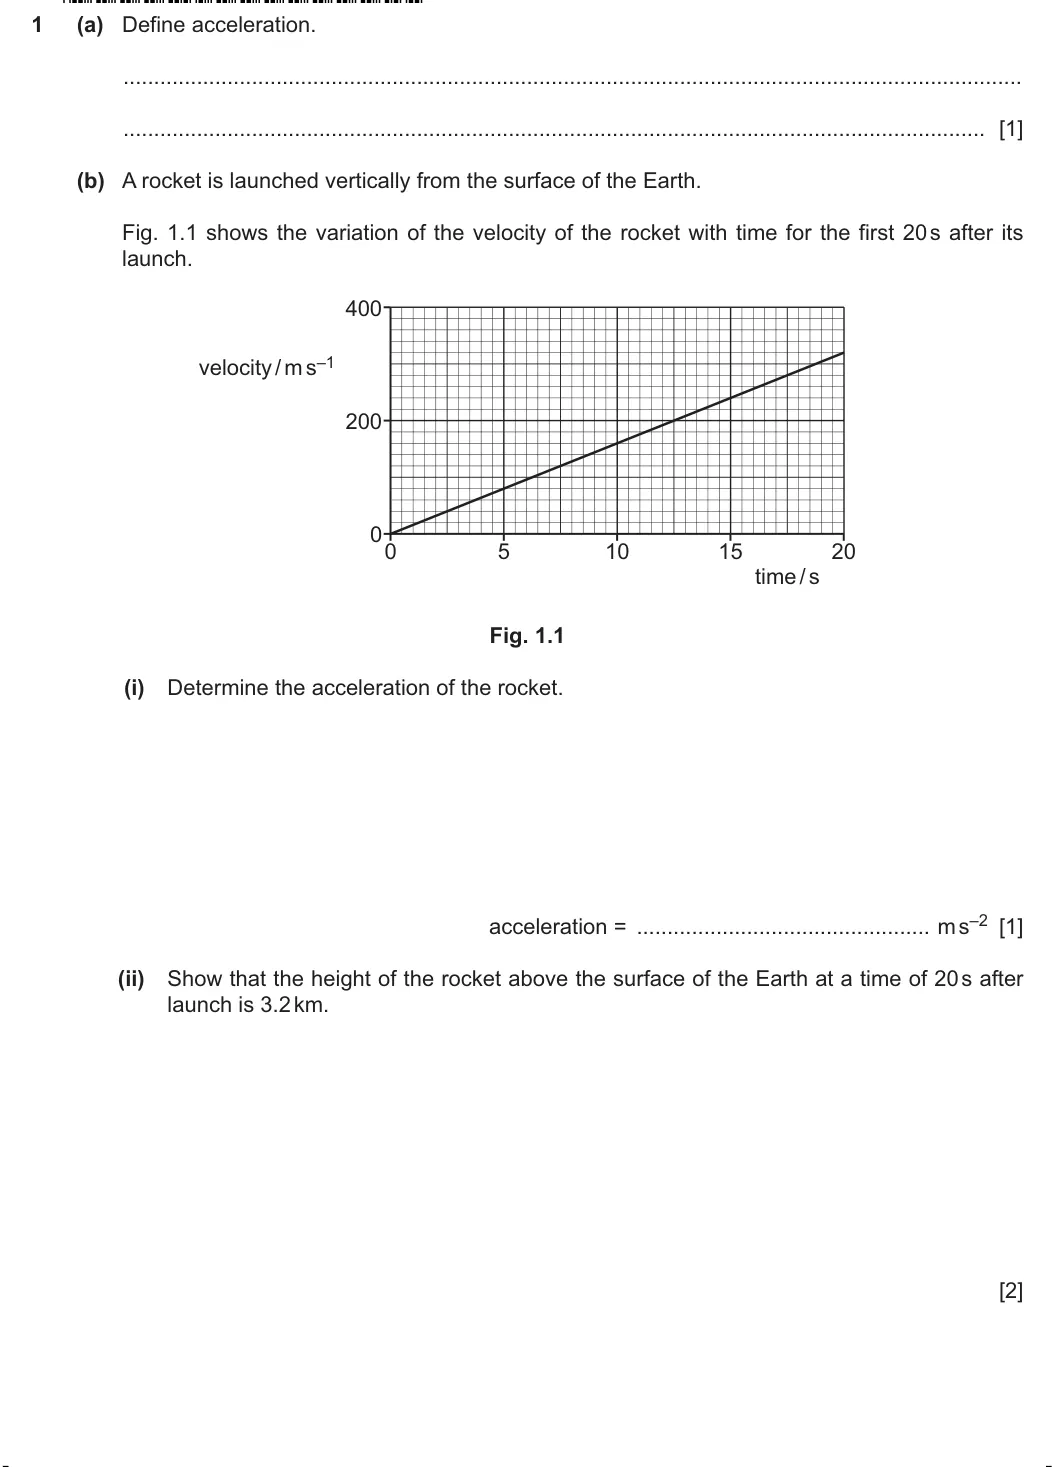 1 (a) Define acceleration.
....................................................................................................................................................
.............................................................................................................................................. [1]
(b) A rocket is launched vertically from the surface of the Earth.
Fig. 1.1 shows the variation of the velocity of the rocket with time for the first 20 s after its
launch.
400
velocity / m s–1
200
0
0 5 10 15 20
time / s
Fig. 1.1
(i) Determine the acceleration of the rocket.
acceleration = ................................................ m s–2 [1]
(ii) Show that the height of the rocket above the surface of the Earth at a time of 20 s after
launch is 3.2 km.
[2]